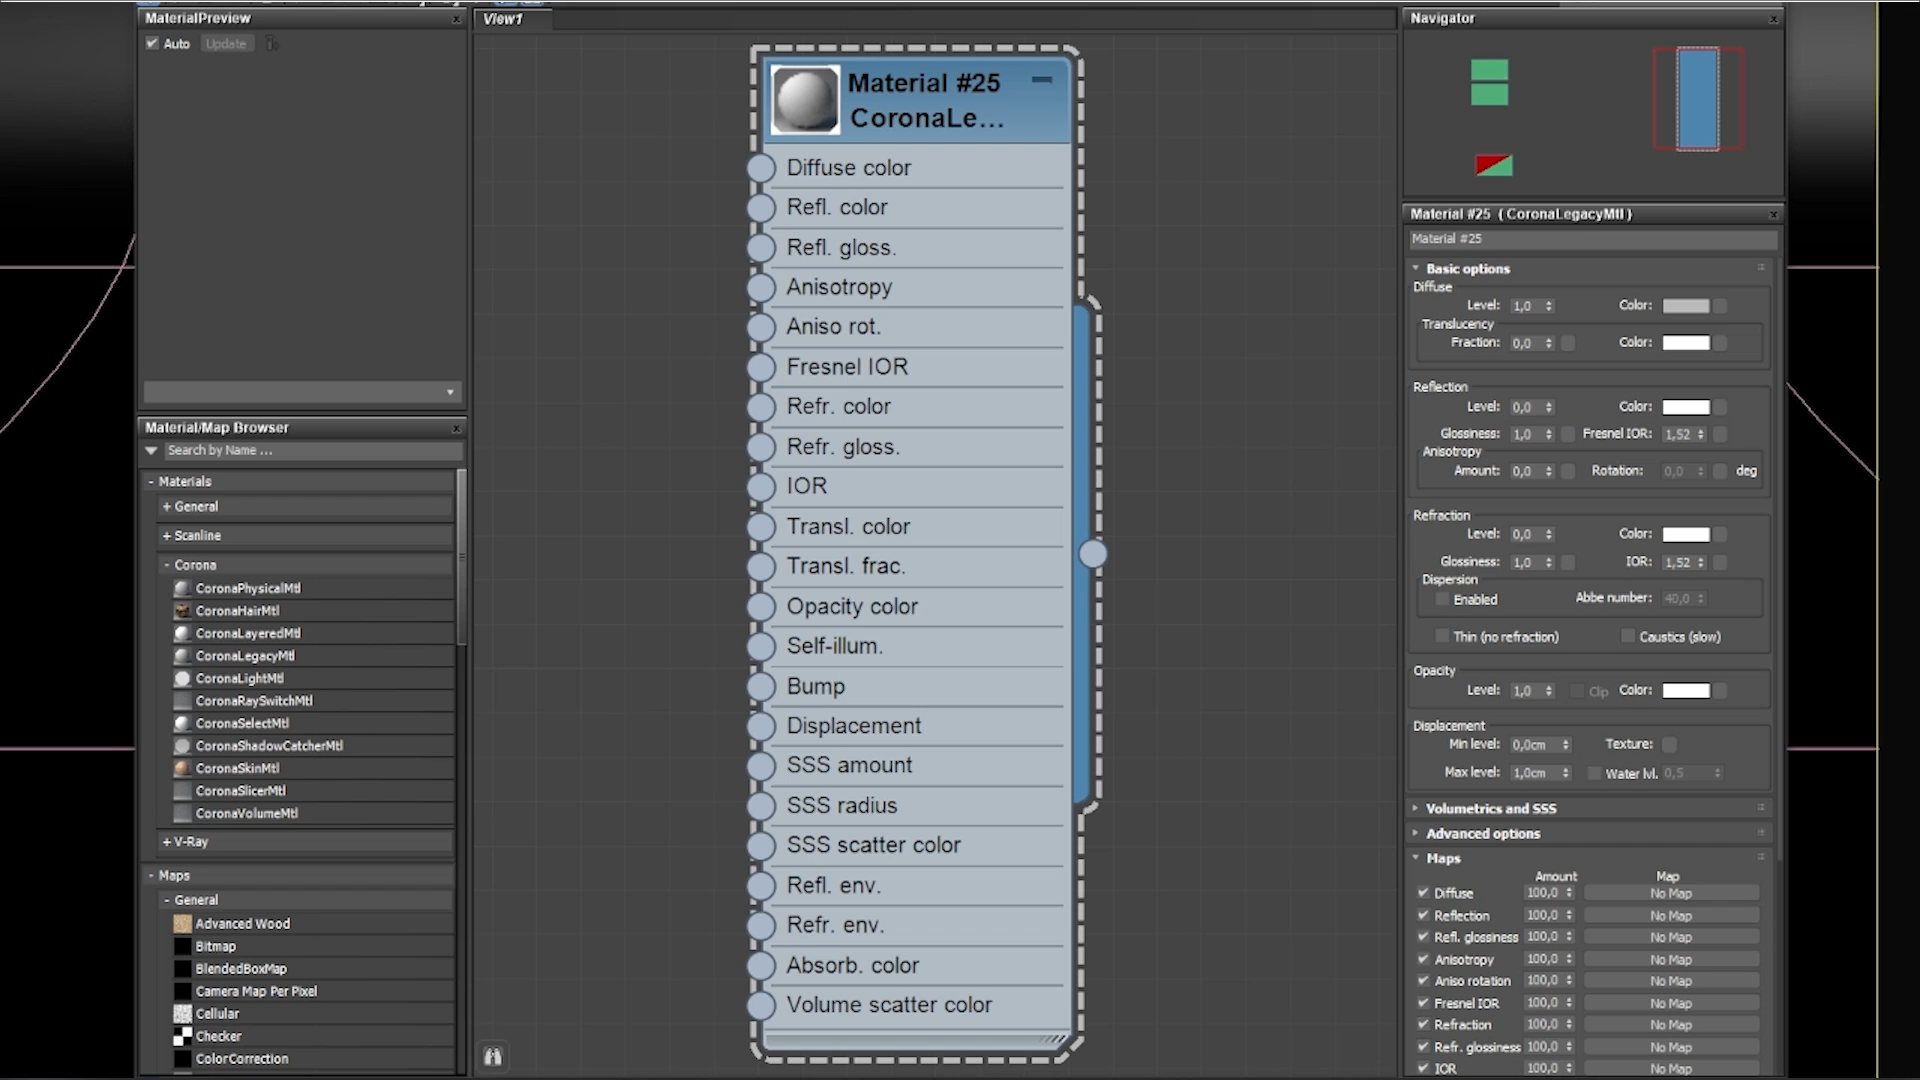 MaterialPreview
Auto
Update
Material/Map Browser
Search by Name ...
- Materials
+ General
+ Scanline
- Corona
CoronaPhysicalMtl
CoronaHairMtl
CoronaLayeredMtl
CoronaLegacyMtl
CoronaLightMtl
CoronaRaySwitchMtl
CoronaSelectMtl
CoronaShadowCatcherMtl
CoronaSkinMtl
CoronaSlicerMtl
CoronaVolumeMtl
+ V-Ray
- Maps
- General
Advanced Wood
Bitmap
BlendedBoxMap
Camera Map Per Pixel
Cellular
Checker
ColorCorrection
View1
Material #25
CoronaLe...
Diffuse color
Refl. color
Refl. gloss.
Anisotropy
Aniso rot.
Fresnel IOR
Refr. color
Refr. gloss.
IOR
Transl. color
Transl. frac.
Opacity color
Self-illum.
Bump
Displacement
SSS amount
SSS radius
SSS scatter color
Refl. env.
Refr. env.
Absorb. color
Volume scatter color
Navigator
Material #25 ( CoronaLegacyMtl )
Material #25
Basic options
Diffuse
Level: 1,0 Color:
Translucency
Fraction: 0,0 Color:
Reflection
Level: 0,0 Color:
Glossiness: 1,0 Fresnel IOR: 1,52
Anisotropy
Amount: 0,0 Rotation: 0,0 deg
Refraction
Level: 0,0 Color:
Glossiness: 1,0 IOR: 1,52
Dispersion
Enabled Abbe number: 40,0
Thin (no refraction) Caustics (slow)
Opacity
Level: 1,0 Clip Color:
Displacement
Min level: 0,0cm Texture:
Max level: 1,0cm Water lvl. 0,5
Volumetrics and SSS
Advanced options
Maps
Amount Map
Diffuse 100,0 No Map
Reflection 100,0 No Map
Refl. glossiness 100,0 No Map
Anisotropy 100,0 No Map
Aniso rotation 100,0 No Map
Fresnel IOR 100,0 No Map
Refraction 100,0 No Map
Refr. glossiness 100,0 No Map
IOR 100,0 No Map